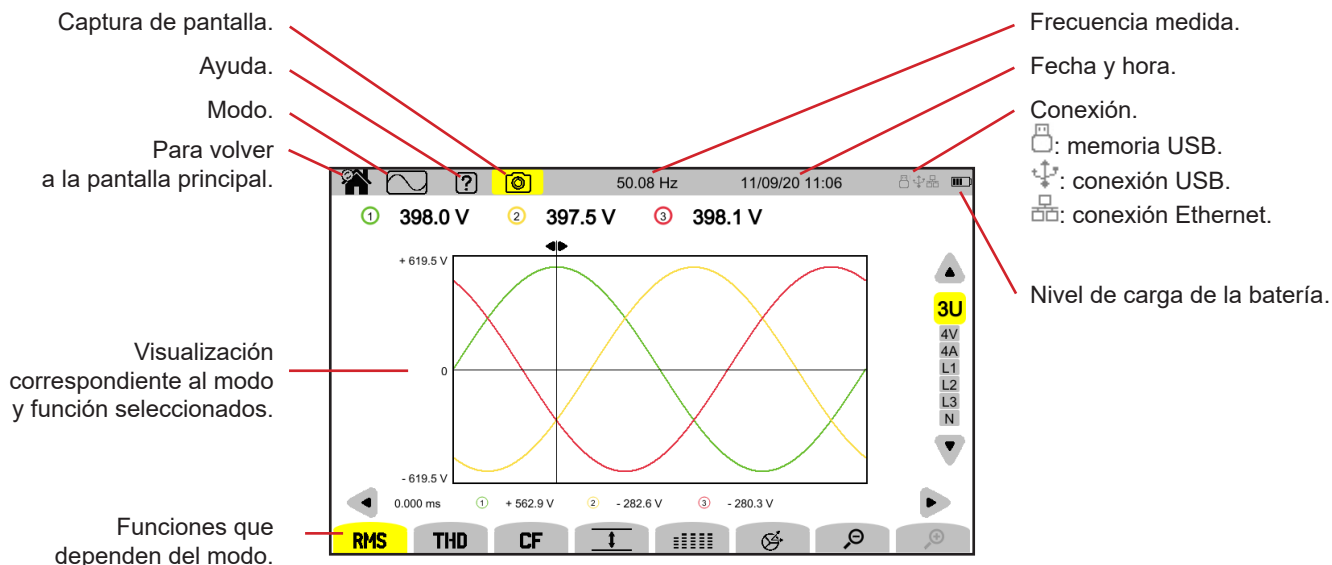 Captura de pantalla.
Ayuda.
Modo.
Para volver
a la pantalla principal.
Frecuencia medida.
Fecha y hora.
Conexión.
: memoria USB.
: conexión USB.
: conexión Ethernet.
Nivel de carga de la batería.
? 50.08 Hz 11/09/20 11:06
1 398.0 V 2 397.5 V 3 398.1 V
+ 619.5 V
0
- 619.5 V
3U
4V
4A
L1
L2
L3
N
Visualización
correspondiente al modo
y función seleccionados.
0.000 ms 1 + 562.9 V 2 - 282.6 V 3 - 280.3 V
Funciones que
dependen del modo.
RMS THD CF